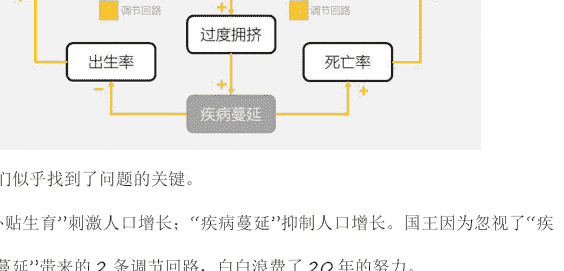 调节回路 + 调节回路
过度拥挤
出生率 死亡率
+
− 疾病蔓延 +
们似乎找到了问题的关键。
贴生育”刺激人口增长；“疾病蔓延”抑制人口增长。国王因为忽视了“疾
蔓延”带来的 2 条调节回路，白白浪费了 20 年的努力。